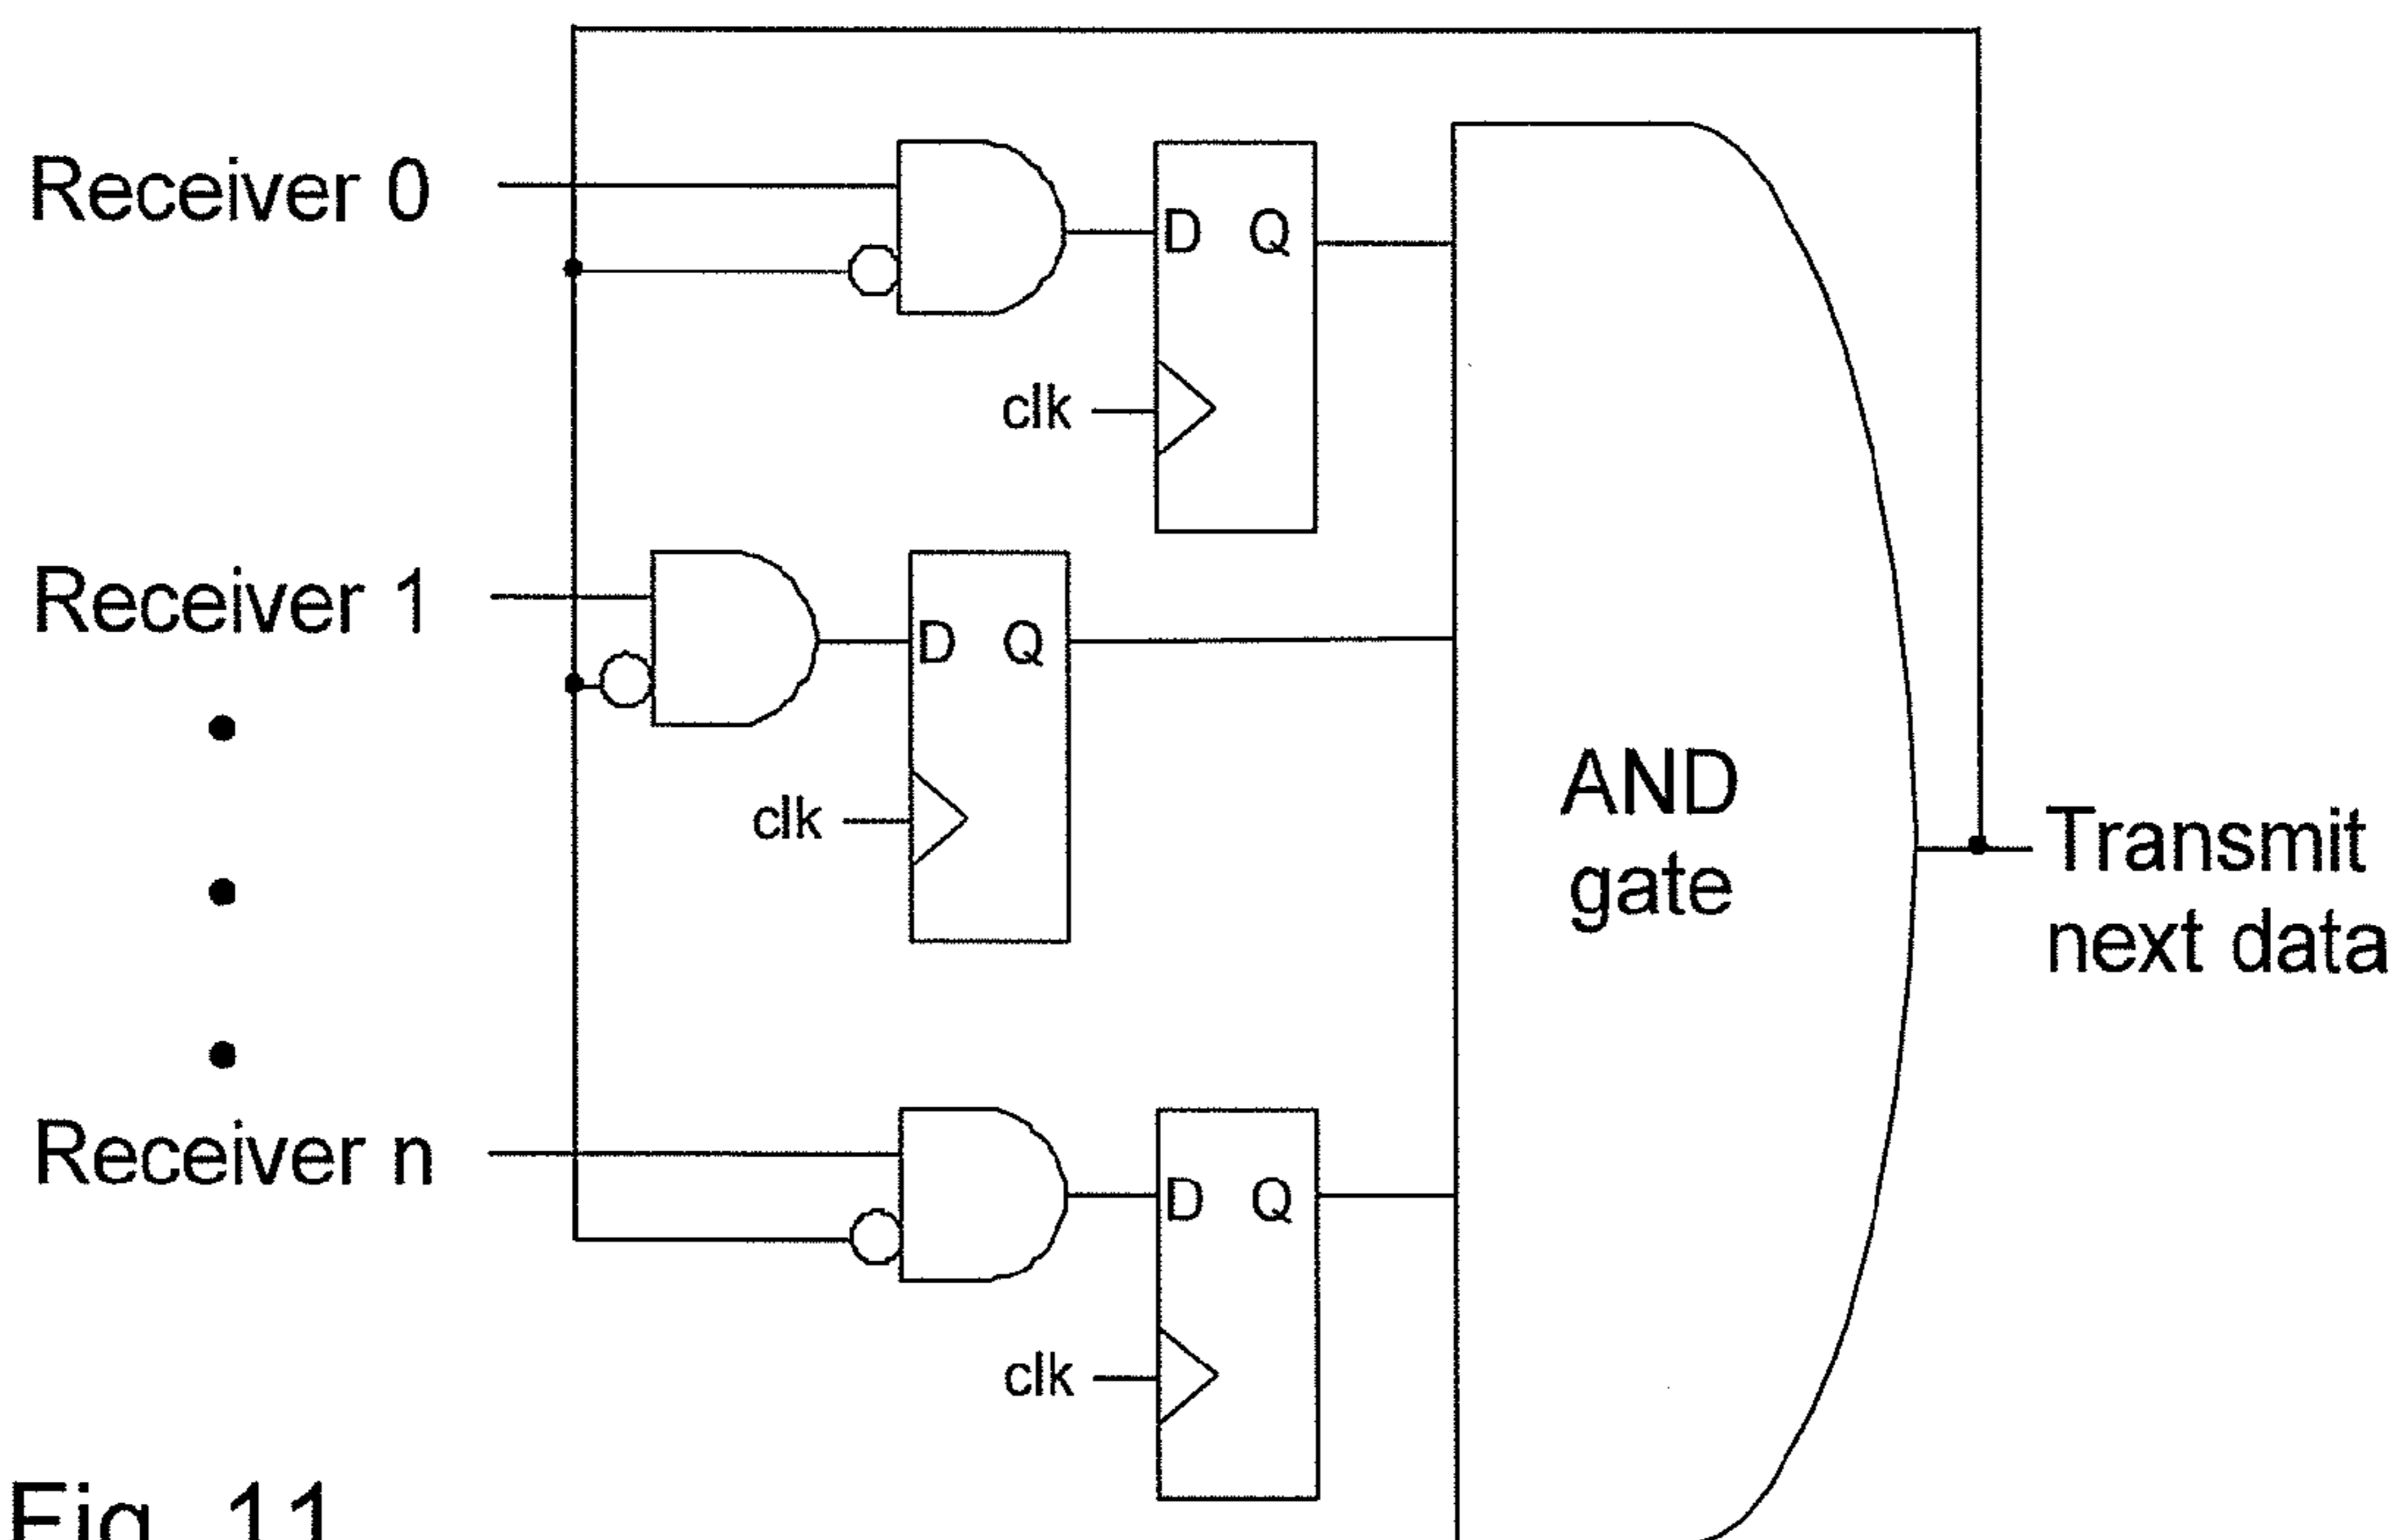 Receiver 0
D Q
clk
Receiver 1
D Q
clk
AND
gate
Transmit
next data
Receiver n
D Q
clk
Fig. 11